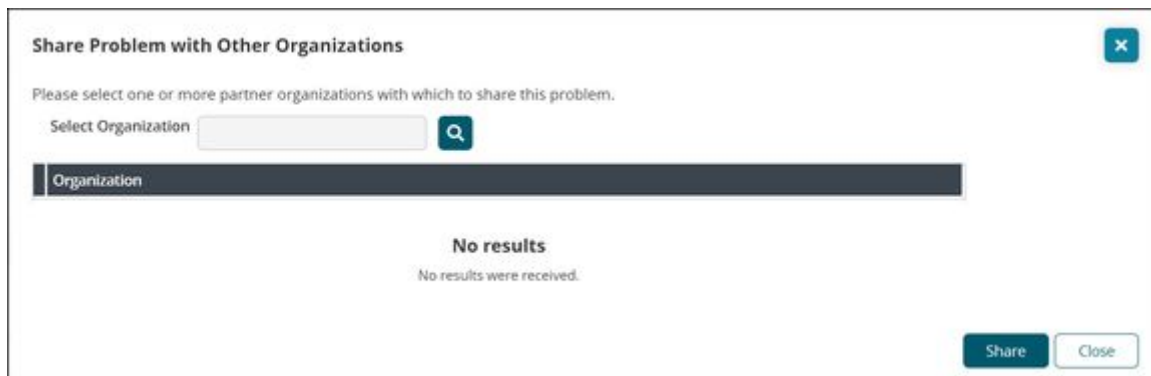 Share Problem with Other Organizations
Please select one or more partner organizations with which to share this problem.
Select Organization
Organization
No results
No results were received.
Share Close